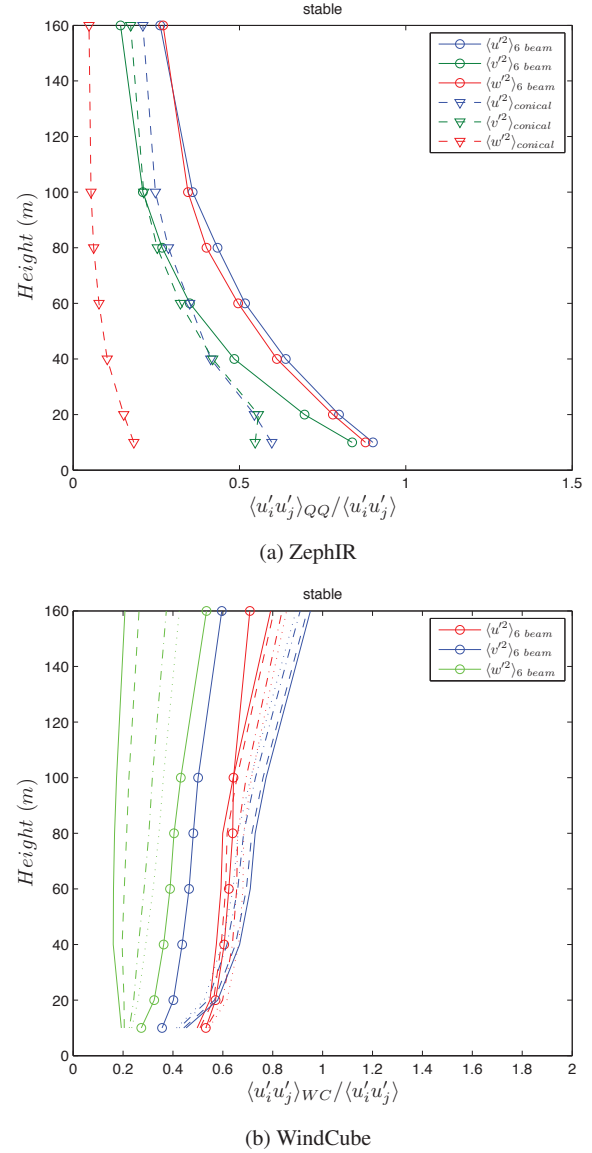 stable
160
140
120
100
80
60
40
20
0
Height (m)
0
0.5
1
1.5
⟨u′ᵢu′ⱼ⟩QQ/⟨u′ᵢu′ⱼ⟩
⟨u′²⟩6 beam
⟨v′²⟩6 beam
⟨w′²⟩6 beam
⟨u′²⟩conical
⟨v′²⟩conical
⟨w′²⟩conical
(a) ZephIR
stable
160
140
120
100
80
60
40
20
0
Height (m)
0
0.2
0.4
0.6
0.8
1
1.2
1.4
1.6
1.8
2
⟨u′ᵢu′ⱼ⟩WC/⟨u′ᵢu′ⱼ⟩
⟨u′²⟩6 beam
⟨v′²⟩6 beam
⟨w′²⟩6 beam
(b) WindCube